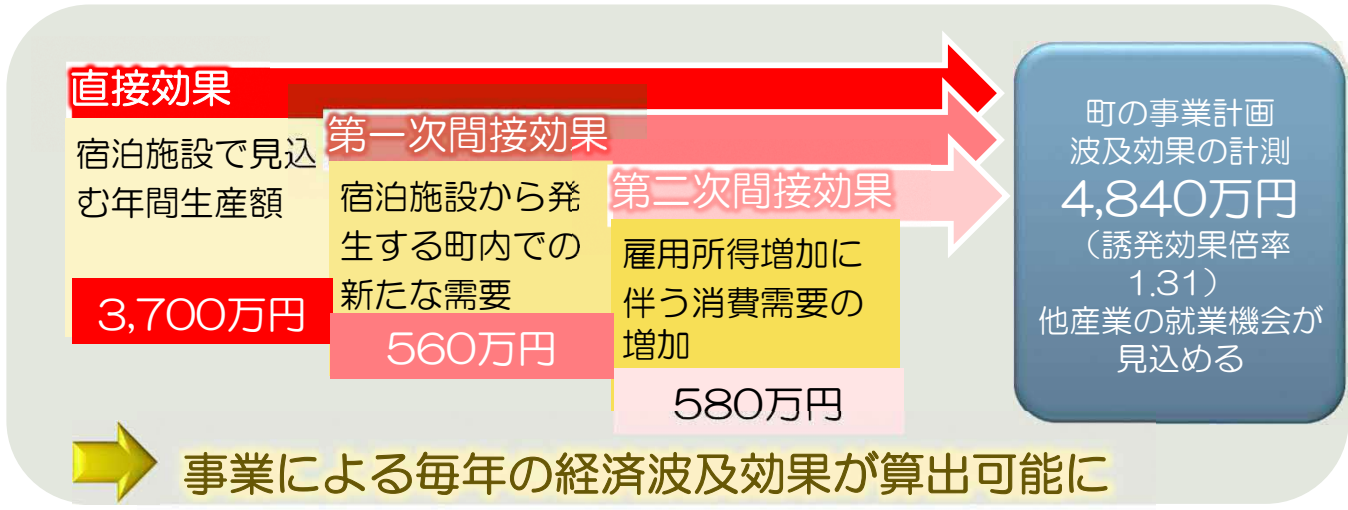 直接効果
宿泊施設で見込
む年間生産額
3,700万円
第一次間接効果
宿泊施設から発
生する町内での
新たな需要
560万円
第二次間接効果
雇用所得増加に
伴う消費需要の
増加
580万円
町の事業計画
波及効果の計測
4,840万円
（誘発効果倍率
1.31）
他産業の就業機会が
見込める
事業による毎年の経済波及効果が算出可能に